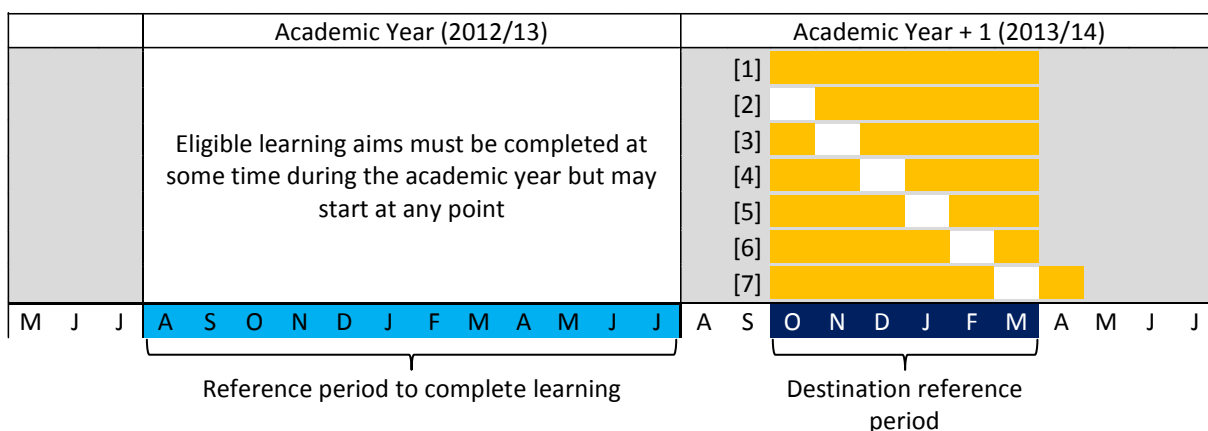 Academic Year (2012/13) Academic Year + 1 (2013/14)
[1]
[2]
[3]
[4]
[5]
[6]
[7]
Eligible learning aims must be completed at
some time during the academic year but may
start at any point
M J J A S O N D J F M A M J J A S O N D J F M A M J J
Reference period to complete learning
Destination reference
period